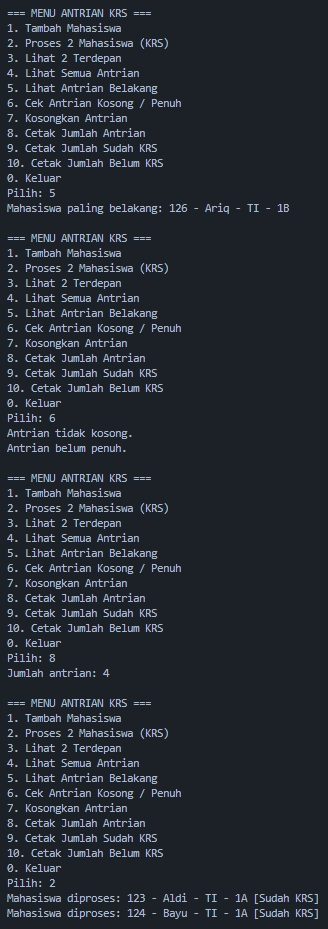 === MENU ANTRIAN KRS ===
1. Tambah Mahasiswa
2. Proses 2 Mahasiswa (KRS)
3. Lihat 2 Terdepan
4. Lihat Semua Antrian
5. Lihat Antrian Belakang
6. Cek Antrian Kosong / Penuh
7. Kosongkan Antrian
8. Cetak Jumlah Antrian
9. Cetak Jumlah Sudah KRS
10. Cetak Jumlah Belum KRS
0. Keluar
Pilih: 5
Mahasiswa paling belakang: 126 - Ariq - TI - 1B

=== MENU ANTRIAN KRS ===
1. Tambah Mahasiswa
2. Proses 2 Mahasiswa (KRS)
3. Lihat 2 Terdepan
4. Lihat Semua Antrian
5. Lihat Antrian Belakang
6. Cek Antrian Kosong / Penuh
7. Kosongkan Antrian
8. Cetak Jumlah Antrian
9. Cetak Jumlah Sudah KRS
10. Cetak Jumlah Belum KRS
0. Keluar
Pilih: 6
Antrian tidak kosong.
Antrian belum penuh.

=== MENU ANTRIAN KRS ===
1. Tambah Mahasiswa
2. Proses 2 Mahasiswa (KRS)
3. Lihat 2 Terdepan
4. Lihat Semua Antrian
5. Lihat Antrian Belakang
6. Cek Antrian Kosong / Penuh
7. Kosongkan Antrian
8. Cetak Jumlah Antrian
9. Cetak Jumlah Sudah KRS
10. Cetak Jumlah Belum KRS
0. Keluar
Pilih: 8
Jumlah antrian: 4

=== MENU ANTRIAN KRS ===
1. Tambah Mahasiswa
2. Proses 2 Mahasiswa (KRS)
3. Lihat 2 Terdepan
4. Lihat Semua Antrian
5. Lihat Antrian Belakang
6. Cek Antrian Kosong / Penuh
7. Kosongkan Antrian
8. Cetak Jumlah Antrian
9. Cetak Jumlah Sudah KRS
10. Cetak Jumlah Belum KRS
0. Keluar
Pilih: 2
Mahasiswa diproses: 123 - Aldi - TI - 1A [Sudah KRS]
Mahasiswa diproses: 124 - Bayu - TI - 1A [Sudah KRS]